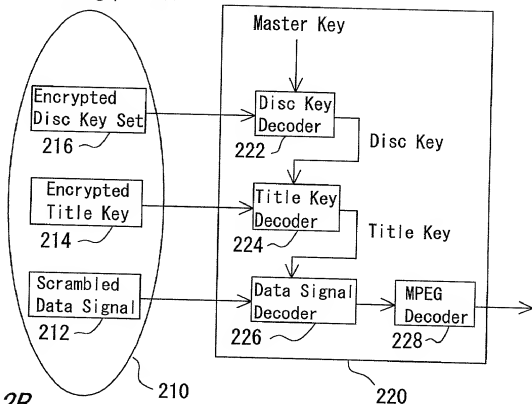 Master Key
Encrypted
Disc Key Set
216
Disc Key
Decoder
222
Disc Key
Encrypted
Title Key
214
Title Key
Decoder
224
Title Key
Scrambled
Data Signal
212
Data Signal
Decoder
226
MPEG
Decoder
228
210
220